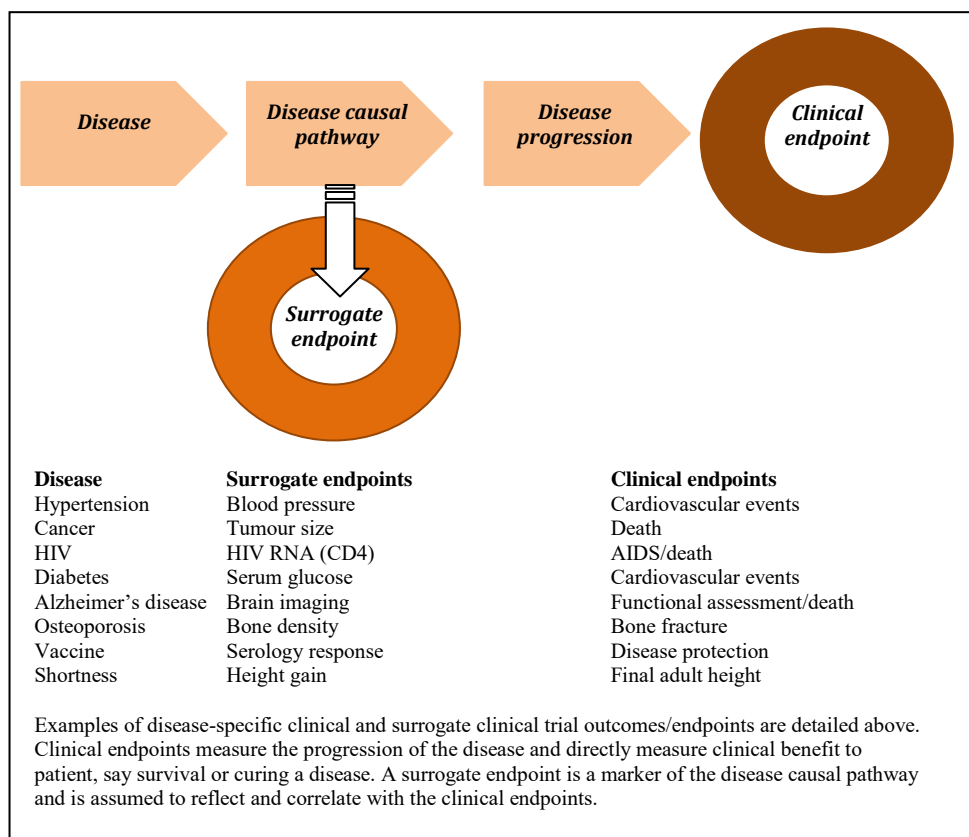 Disease
Disease causal
pathway
Disease
progression
Clinical
endpoint
Surrogate
endpoint
Disease Surrogate endpoints Clinical endpoints
Hypertension Blood pressure Cardiovascular events
Cancer Tumour size Death
HIV HIV RNA (CD4) AIDS/death
Diabetes Serum glucose Cardiovascular events
Alzheimer’s disease Brain imaging Functional assessment/death
Osteoporosis Bone density Bone fracture
Vaccine Serology response Disease protection
Shortness Height gain Final adult height
Examples of disease-specific clinical and surrogate clinical trial outcomes/endpoints are detailed above.
Clinical endpoints measure the progression of the disease and directly measure clinical benefit to
patient, say survival or curing a disease. A surrogate endpoint is a marker of the disease causal pathway
and is assumed to reflect and correlate with the clinical endpoints.